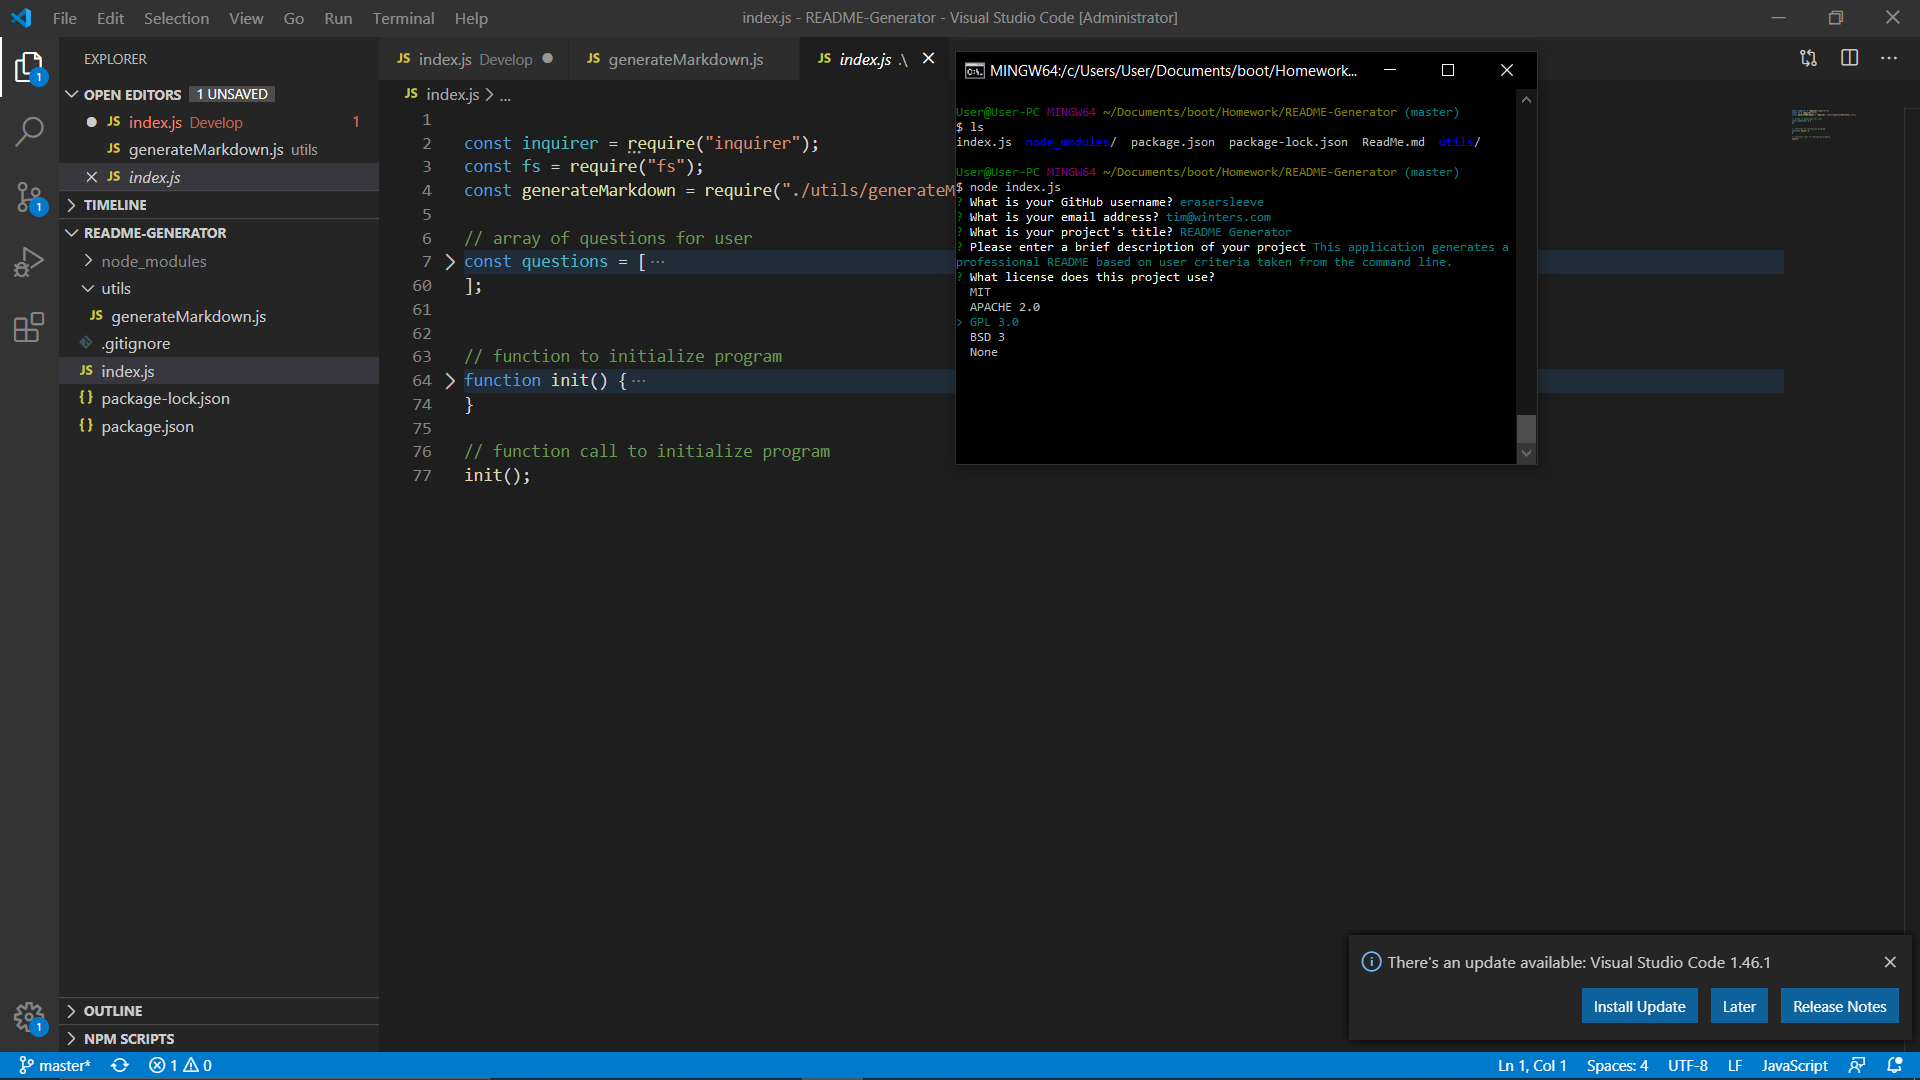 File Edit Selection View Go Run Terminal Help
index.js - README-Generator - Visual Studio Code [Administrator]
EXPLORER
OPEN EDITORS 1 UNSAVED
JS index.js Develop 1
JS generateMarkdown.js utils
JS index.js
TIMELINE
README-GENERATOR
node_modules
utils
JS generateMarkdown.js
.gitignore
JS index.js
{} package-lock.json
{} package.json
OUTLINE
NPM SCRIPTS
1
1
1
JS index.js Develop
JS generateMarkdown.js
JS index.js .\
JS index.js > ...
1
2 const inquirer = require("inquirer");
3 const fs = require("fs");
4 const generateMarkdown = require("./utils/generateM
5
6 // array of questions for user
7 const questions = [ ...
60 ];
61
62
63 // function to initialize program
64 function init() { ...
74 }
75
76 // function call to initialize program
77 init();
MINGW64:/c/Users/User/Documents/boot/Homework...
User@User-PC MINGW64 ~/Documents/boot/Homework/README-Generator (master)
$ ls
index.js node_modules/ package.json package-lock.json ReadMe.md utils/
User@User-PC MINGW64 ~/Documents/boot/Homework/README-Generator (master)
$ node index.js
? What is your GitHub username? erasersleeve
? What is your email address? tim@winters.com
? What is your project's title? README Generator
? Please enter a brief description of your project This application generates a
professional README based on user criteria taken from the command line.
? What license does this project use?
MIT
APACHE 2.0
> GPL 3.0
BSD 3
None
There's an update available: Visual Studio Code 1.46.1
Install Update Later Release Notes
master* 1 0
Ln 1, Col 1 Spaces: 4 UTF-8 LF JavaScript